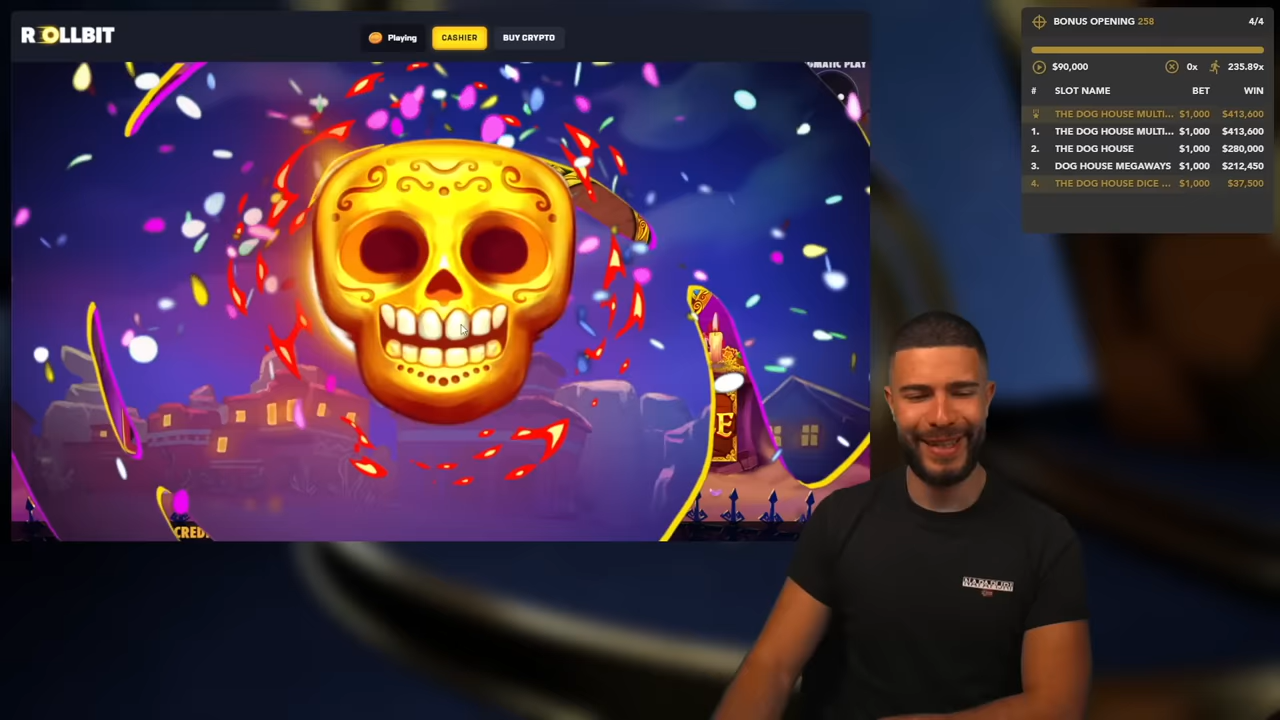 ROLLBIT
Playing
CASHIER
BUY CRYPTO
MATIC PLAY
E
CREDI
BONUS OPENING 258 4/4
$90,000 0x 235.89x
# SLOT NAME BET WIN
THE DOG HOUSE MULTI... $1,000 $413,600
1. THE DOG HOUSE MULTI... $1,000 $413,600
2. THE DOG HOUSE $1,000 $280,000
3. DOG HOUSE MEGAWAYS $1,000 $212,450
4. THE DOG HOUSE DICE ... $1,000 $37,500